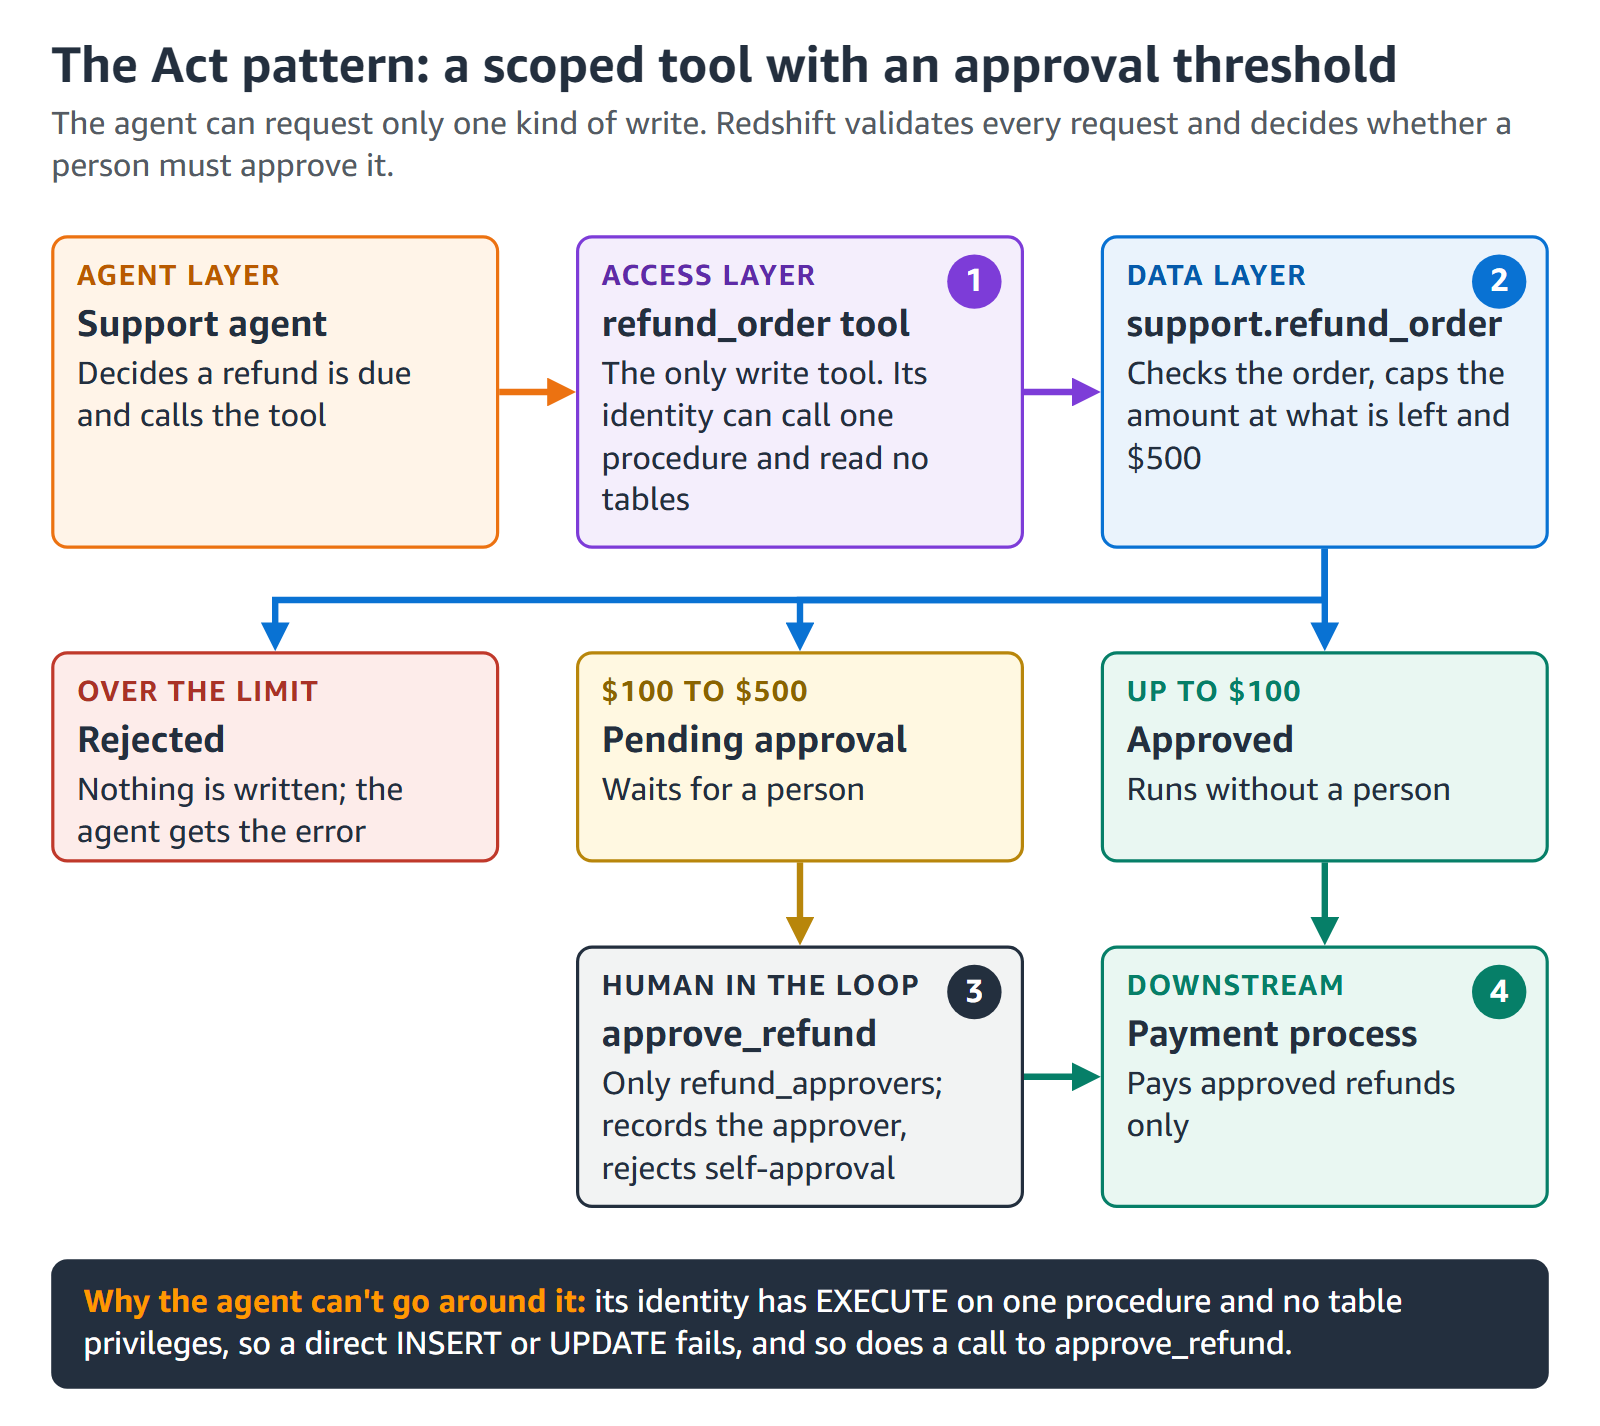 The Act pattern: a scoped tool with an approval threshold
The agent can request only one kind of write. Redshift validates every request and decides whether a
person must approve it.
AGENT LAYER
Support agent
Decides a refund is due
and calls the tool
ACCESS LAYER
1
refund_order tool
The only write tool. Its
identity can call one
procedure and read no
tables
DATA LAYER
2
support.refund_order
Checks the order, caps the
amount at what is left and
$500
OVER THE LIMIT
Rejected
Nothing is written; the
agent gets the error
$100 TO $500
Pending approval
Waits for a person
UP TO $100
Approved
Runs without a person
HUMAN IN THE LOOP
3
approve_refund
Only refund_approvers;
records the approver,
rejects self-approval
DOWNSTREAM
4
Payment process
Pays approved refunds
only
Why the agent can't go around it: its identity has EXECUTE on one procedure and no table
privileges, so a direct INSERT or UPDATE fails, and so does a call to approve_refund.